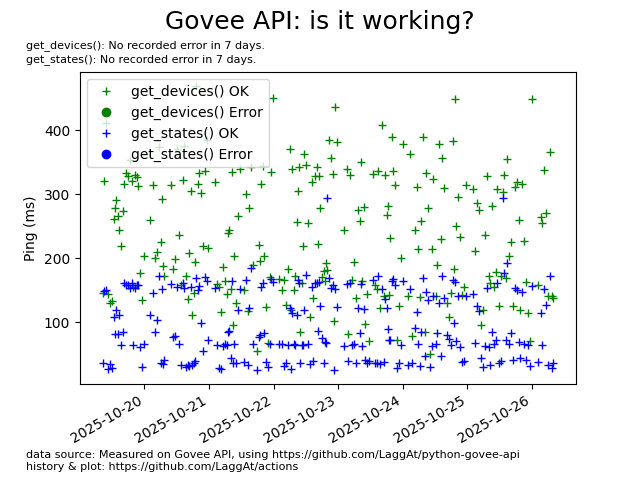 Govee API: is it working?
get_devices(): No recorded error in 7 days.
get_states(): No recorded error in 7 days.
get_devices() OK
get_devices() Error
get_states() OK
get_states() Error
Ping (ms)
400
300
200
100
2025-10-20
2025-10-21
2025-10-22
2025-10-23
2025-10-24
2025-10-25
2025-10-26
data source: Measured on Govee API, using https://github.com/LaggAt/python-govee-api
history & plot: https://github.com/LaggAt/actions